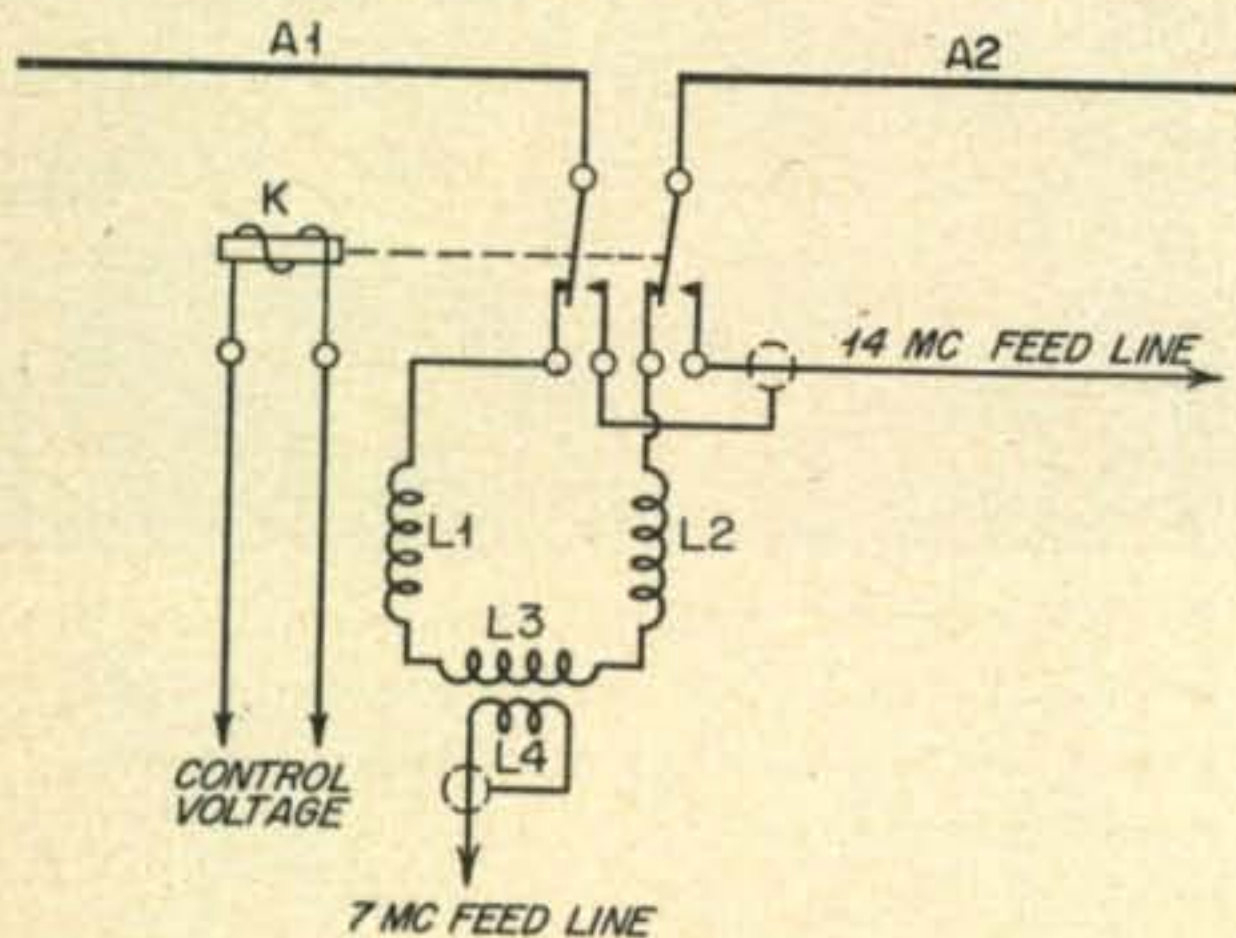 A1
A2
K
14 MC FEED LINE
L1
L2
L3
L4
CONTROL
VOLTAGE
7 MC FEED LINE